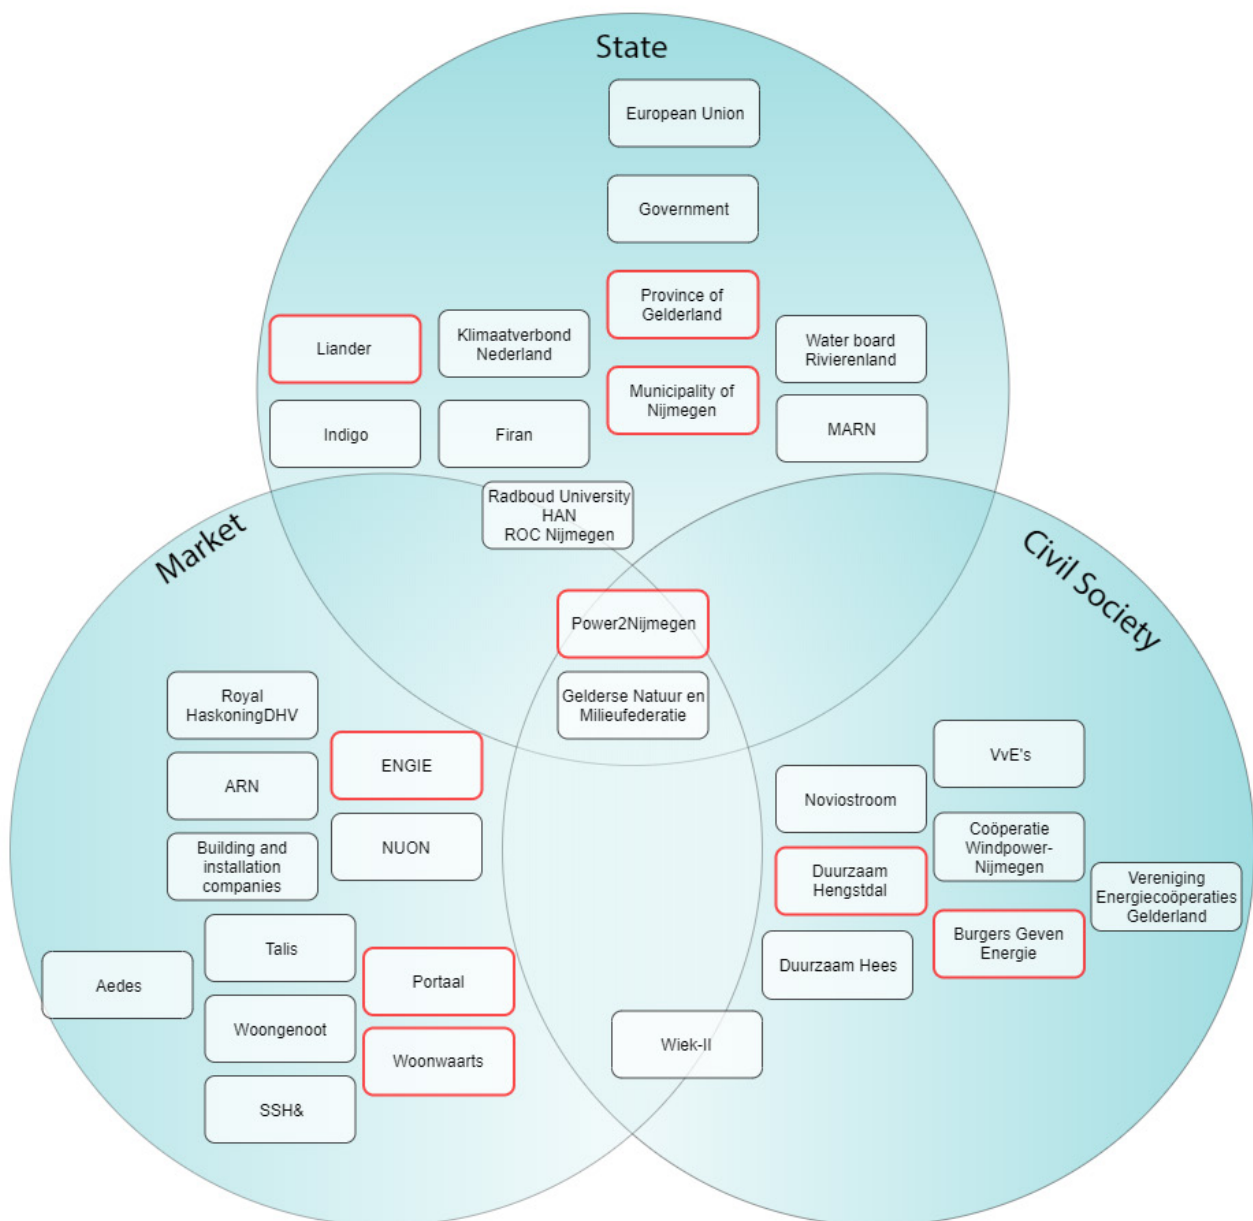 State
European Union
Government
Province of
Gelderland
Liander
Klimaatverbond
Nederland
Water board
Rivierenland
Municipality of
Nijmegen
Indigo
Firan
MARN
Radboud University
HAN
ROC Nijmegen
Market
Civil Society
Power2Nijmegen
Gelderse Natuur en
Milieufederatie
Royal
HaskoningDHV
ENGIE
ARN
NUON
Building and
installation
companies
Talis
Aedes
Portaal
Woongenoot
Woonwaarts
SSH&
VvE's
Noviostroom
Coöperatie
Windpower-
Nijmegen
Duurzaam
Hengstdal
Vereniging
Energiecoöperaties
Gelderland
Burgers Geven
Energie
Duurzaam Hees
Wiek-II